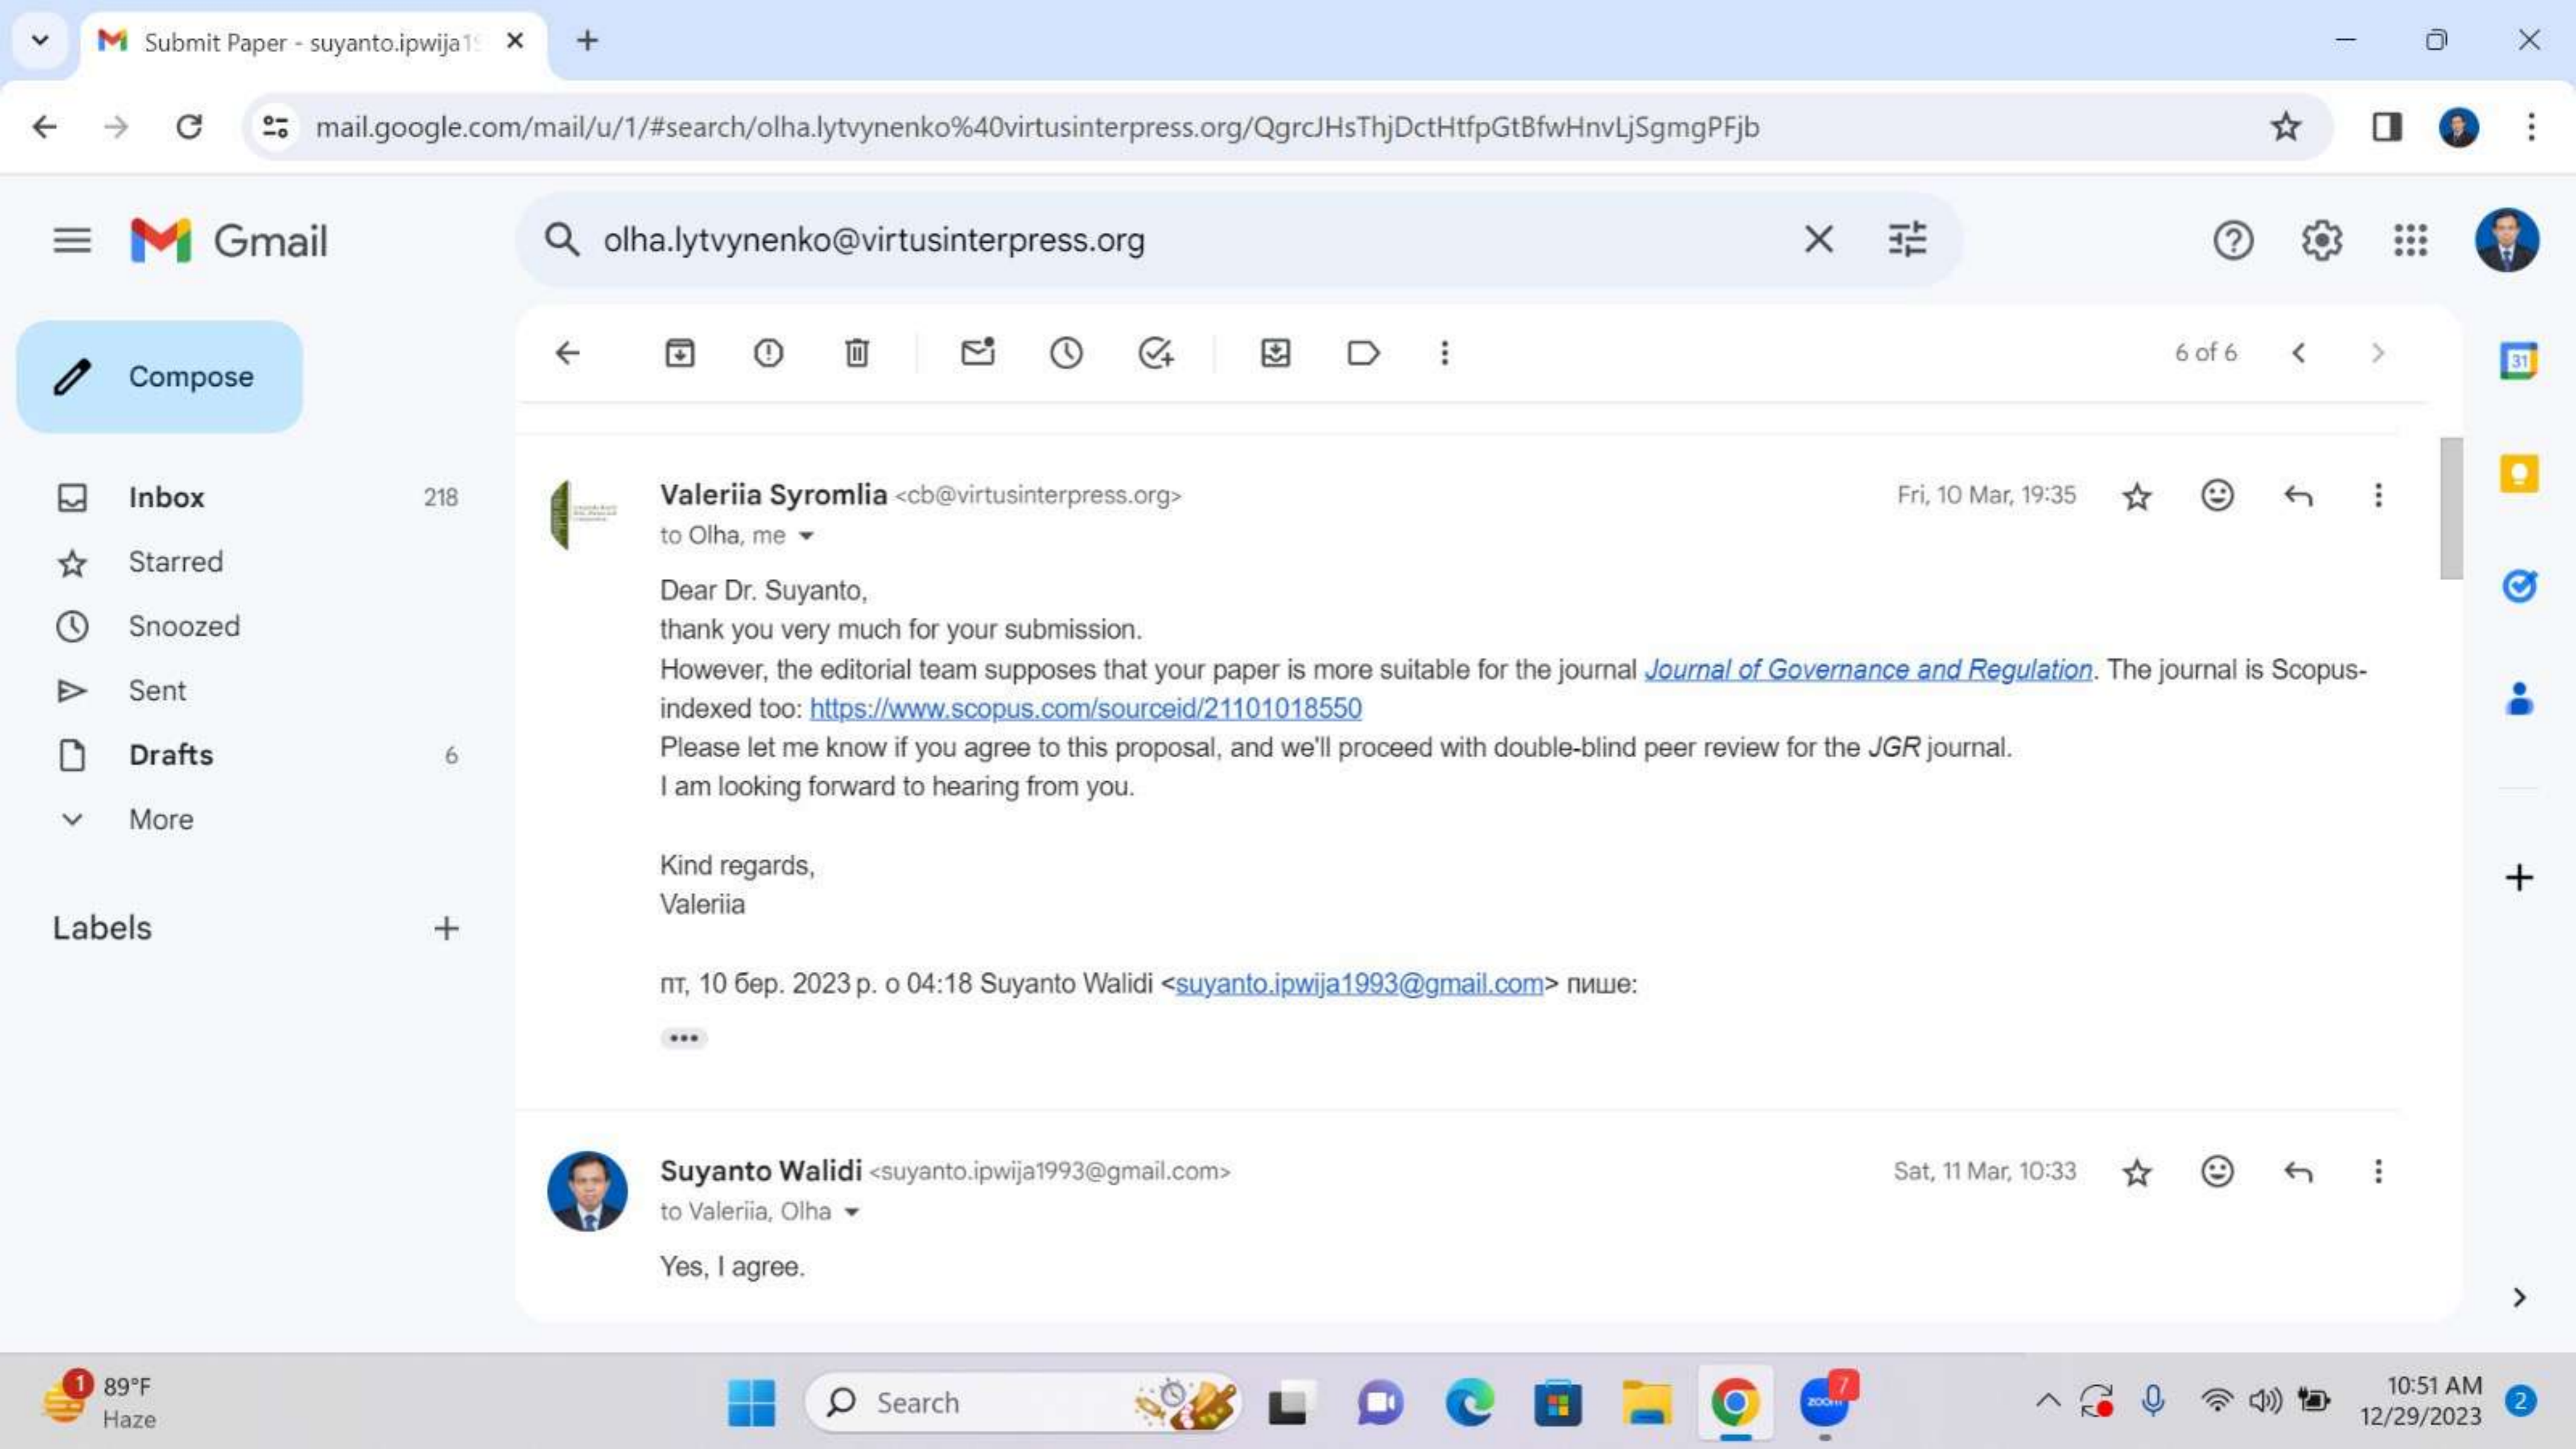 Submit Paper - suyanto.ipwija19
mail.google.com/mail/u/1/#search/olha.lytvynenko%40virtusinterpress.org/QgrcJHsThjDctHtfpGtBfwHnvLjSgmgPFjb
Gmail
olha.lytvynenko@virtusinterpress.org
Compose
6 of 6
31
Inbox 218
Starred
Snoozed
Sent
Drafts 6
More
Labels
Valeriia Syromlia <cb@virtusinterpress.org> Fri, 10 Mar, 19:35
to Olha, me
Dear Dr. Suyanto,
thank you very much for your submission.
However, the editorial team supposes that your paper is more suitable for the journal Journal of Governance and Regulation. The journal is Scopus-
indexed too: https://www.scopus.com/sourceid/21101018550
Please let me know if you agree to this proposal, and we'll proceed with double-blind peer review for the JGR journal.
I am looking forward to hearing from you.
Kind regards,
Valeriia
пт, 10 бер. 2023 р. о 04:18 Suyanto Walidi <suyanto.ipwija1993@gmail.com> пише:
Suyanto Walidi <suyanto.ipwija1993@gmail.com> Sat, 11 Mar, 10:33
to Valeriia, Olha
Yes, I agree.
1
89°F
Haze
Search
zoom
7
10:51 AM
12/29/2023
2